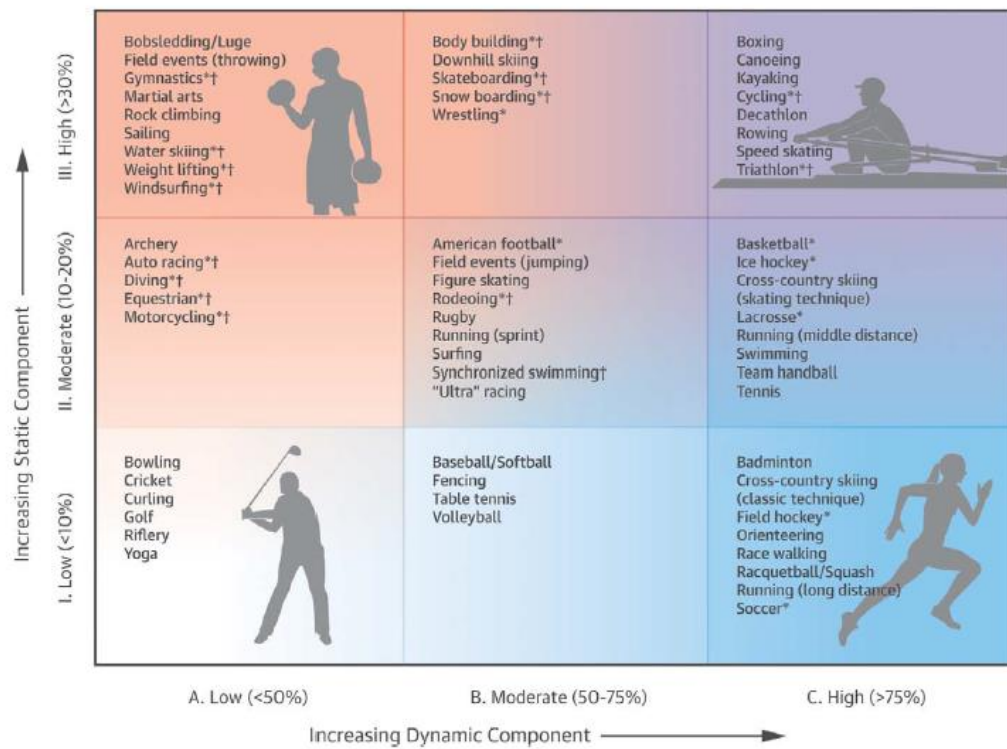 Increasing Static Component
III. High (>30%)
Bobsledding/Luge
Field events (throwing)
Gymnastics*†
Martial arts
Rock climbing
Sailing
Water skiing*†
Weight lifting*†
Windsurfing*†
Body building*†
Downhill skiing
Skateboarding*†
Snow boarding*†
Wrestling*
Boxing
Canoeing
Kayaking
Cycling*†
Decathlon
Rowing
Speed skating
Triathlon*†
II. Moderate (10-20%)
Archery
Auto racing*†
Diving*†
Equestrian*†
Motorcycling*†
American football*
Field events (jumping)
Figure skating
Rodeoing*†
Rugby
Running (sprint)
Surfing
Synchronized swimming†
"Ultra" racing
Basketball*
Ice hockey*
Cross-country skiing
(skating technique)
Lacrosse*
Running (middle distance)
Swimming
Team handball
Tennis
I. Low (<10%)
Bowling
Cricket
Curling
Golf
Riflery
Yoga
Baseball/Softball
Fencing
Table tennis
Volleyball
Badminton
Cross-country skiing
(classic technique)
Field hockey*
Orienteering
Race walking
Racquetball/Squash
Running (long distance)
Soccer*
A. Low (<50%)
B. Moderate (50-75%)
C. High (>75%)
Increasing Dynamic Component